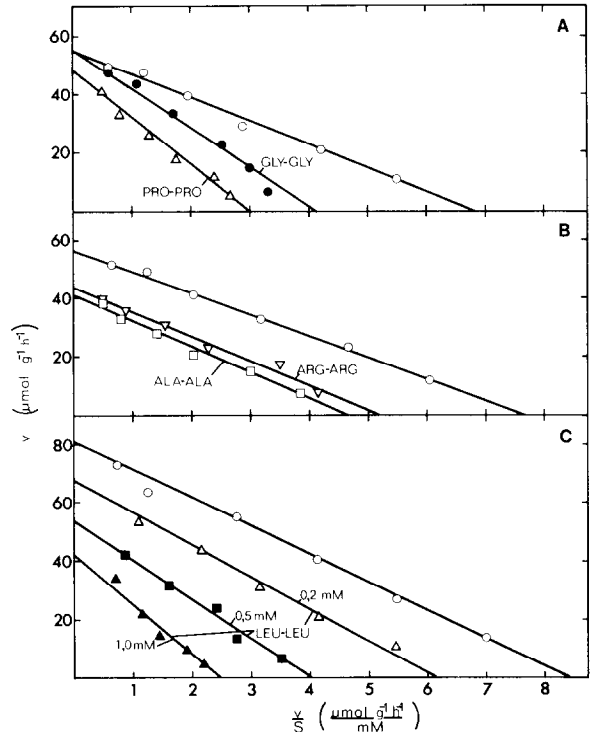 A
60
40
20
GLY-GLY
PRO-PRO
B
60
40
20
ARG-ARG
ALA-ALA
C
80
60
40
20
0,2 mM
0,5 mM
1,0 mM
LEU-LEU
1 2 3 4 5 6 7 8
v (μmol g⁻¹ h⁻¹)
v/S (μmol g⁻¹ h⁻¹/mM)